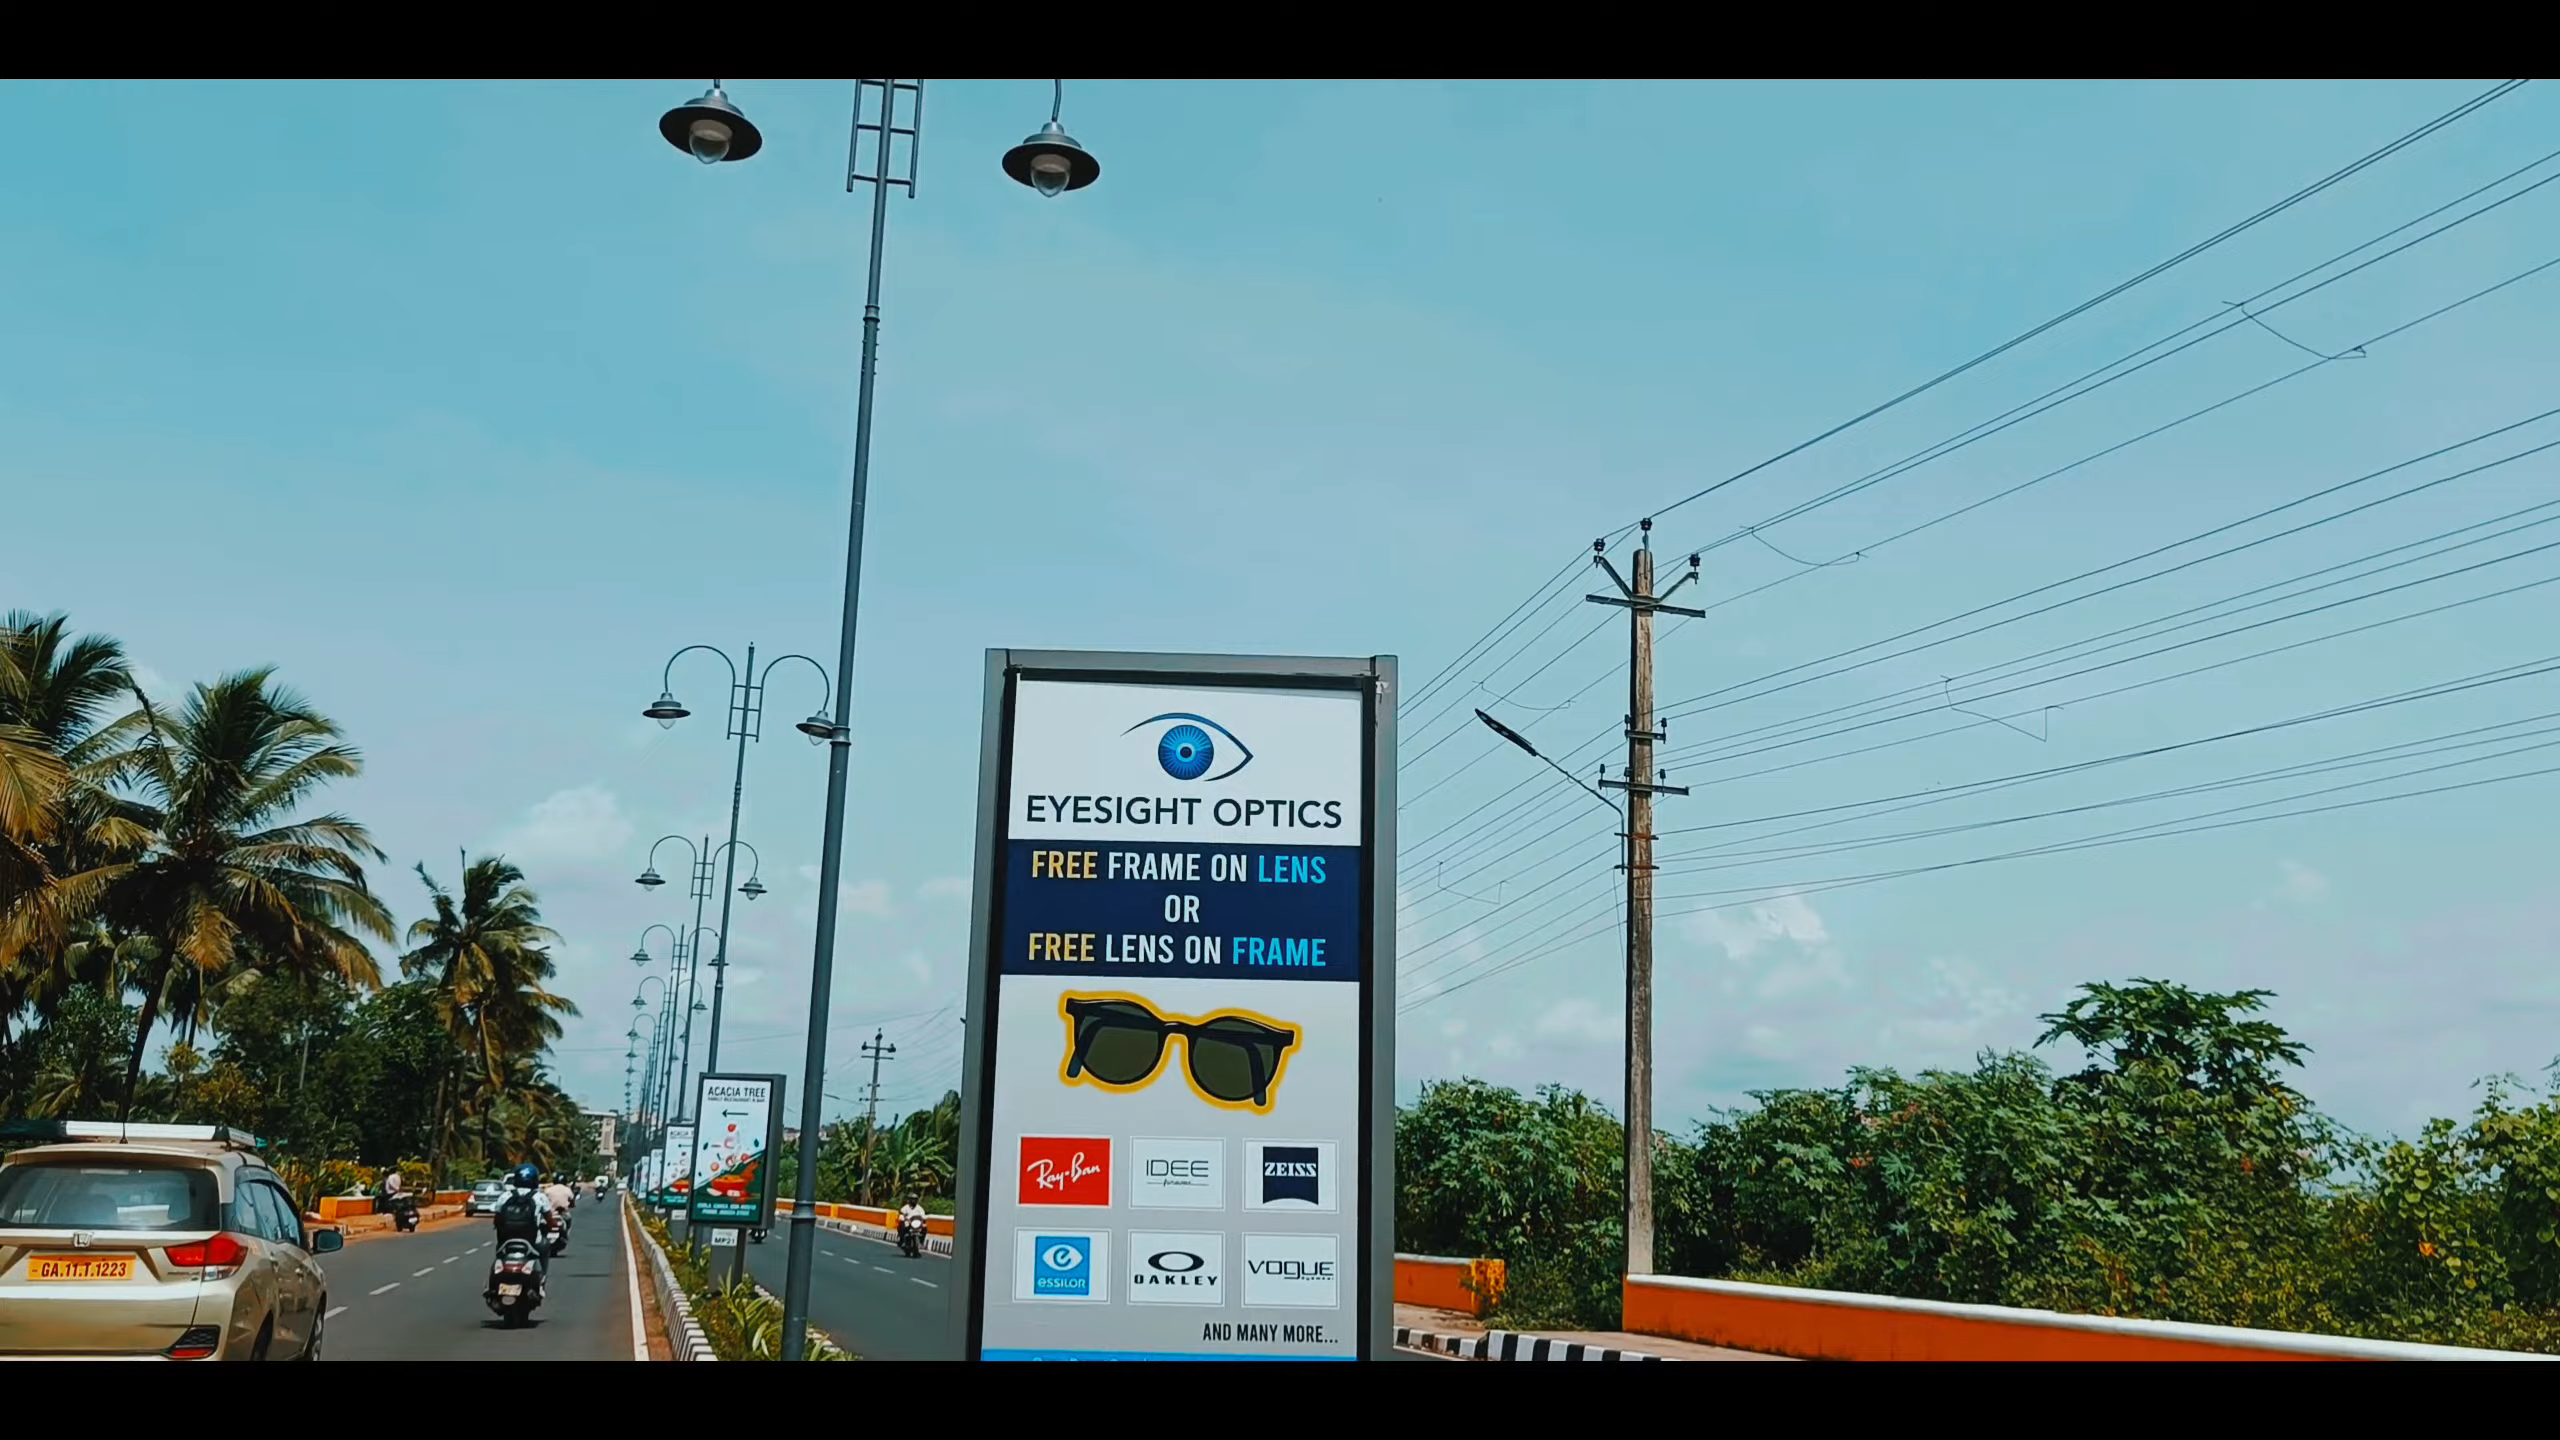 EYESIGHT OPTICS
FREE FRAME ON LENS
OR
FREE LENS ON FRAME
Ray-Ban
IDEE
ZEISS
essilor
OAKLEY
VOGUE
AND MANY MORE...
ACACIA TREE
MP21
GA.11.T.1223